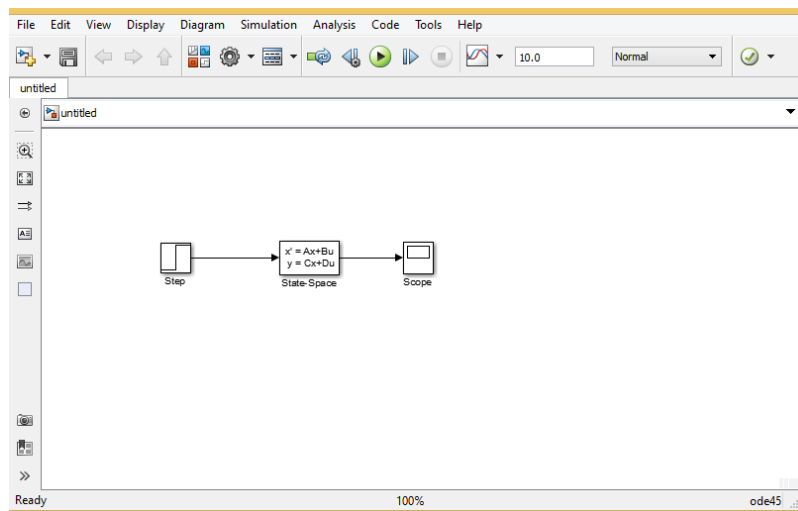 File Edit View Display Diagram Simulation Analysis Code Tools Help
10.0 Normal
untitled
untitled
x' = Ax+Bu
y = Cx+Du
Step State-Space Scope
Ready 100% ode45